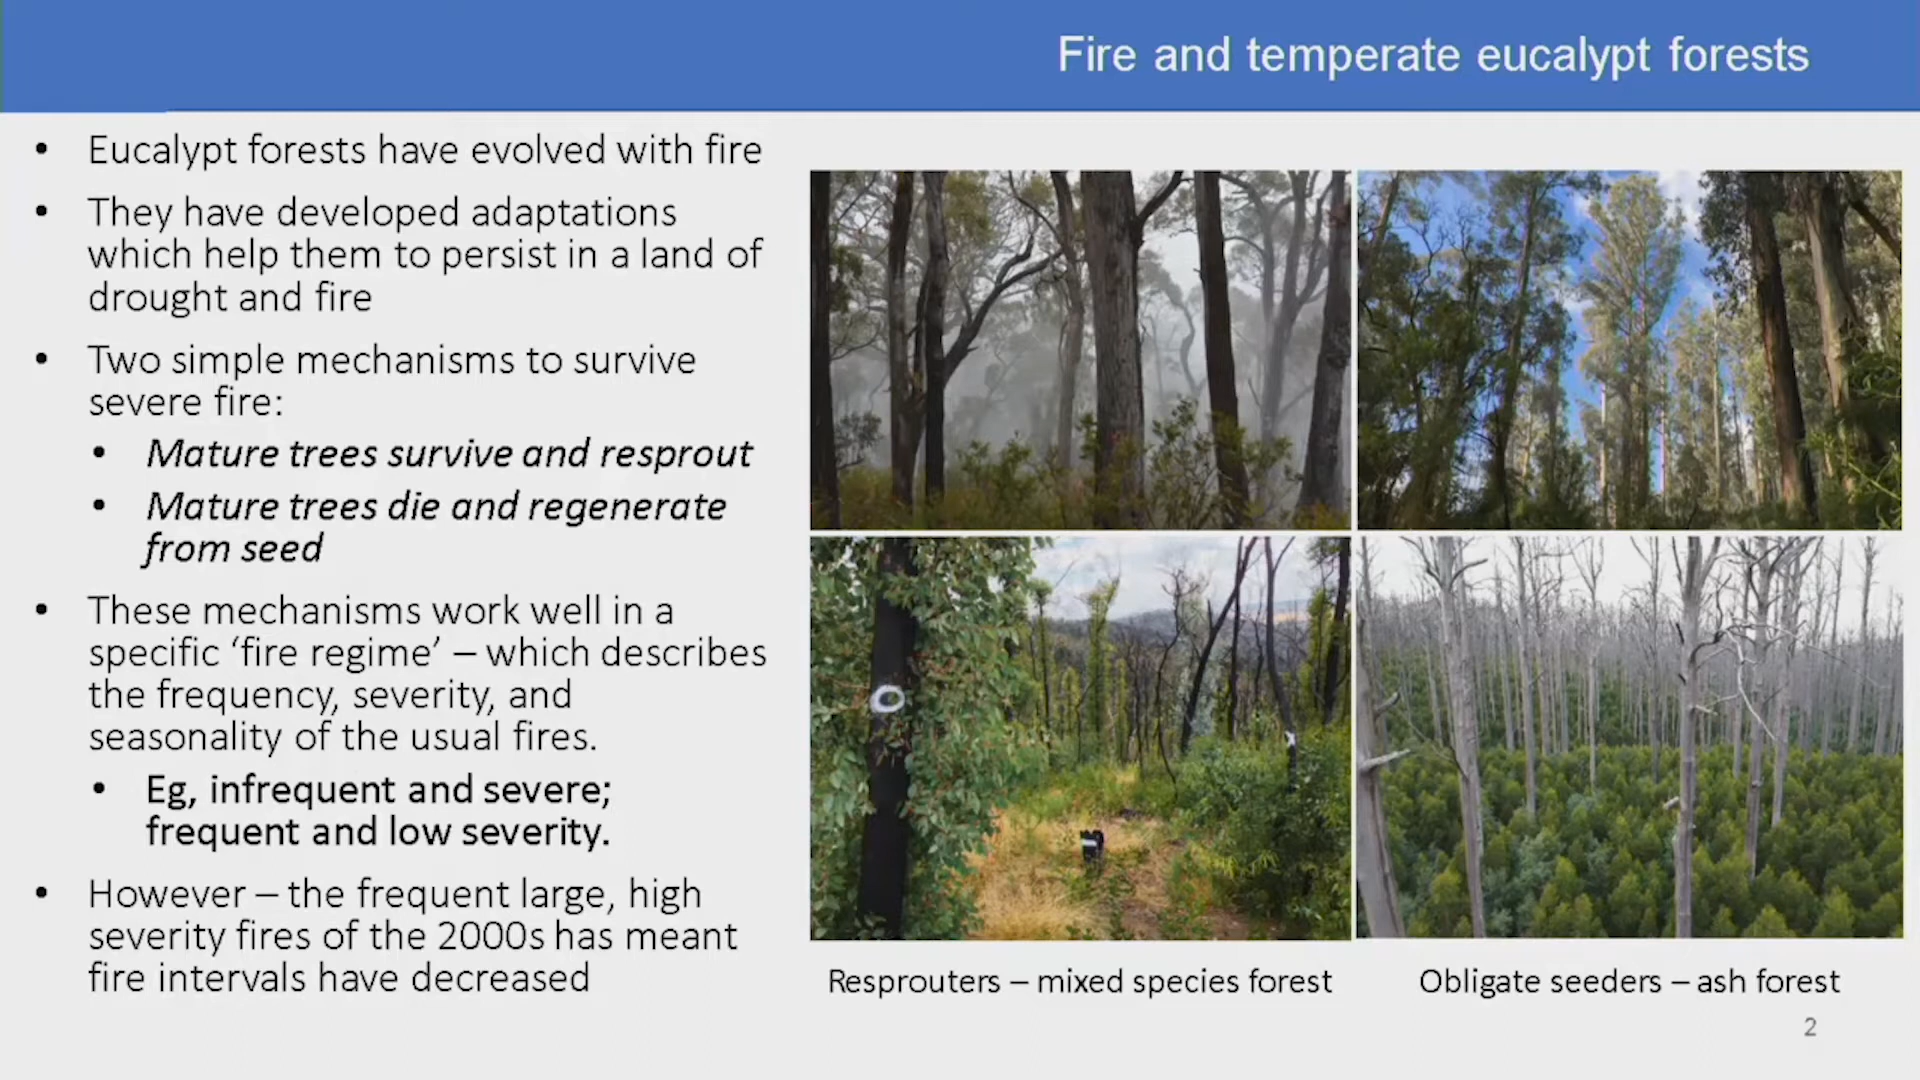 Fire and temperate eucalypt forests
• Eucalypt forests have evolved with fire
• They have developed adaptations
which help them to persist in a land of
drought and fire
• Two simple mechanisms to survive
severe fire:
• Mature trees survive and resprout
• Mature trees die and regenerate
from seed
• These mechanisms work well in a
specific ‘fire regime’ – which describes
the frequency, severity, and
seasonality of the usual fires.
• Eg, infrequent and severe;
frequent and low severity.
• However – the frequent large, high
severity fires of the 2000s has meant
fire intervals have decreased
Resprouters – mixed species forest
Obligate seeders – ash forest
2